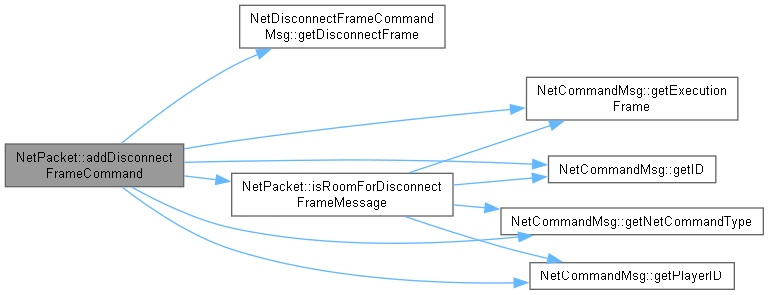 NetDisconnectFrameCommand
Msg::getDisconnectFrame
NetCommandMsg::getExecution
Frame
NetPacket::addDisconnect
FrameCommand
NetCommandMsg::getID
NetPacket::isRoomForDisconnect
FrameMessage
NetCommandMsg::getNetCommandType
NetCommandMsg::getPlayerID